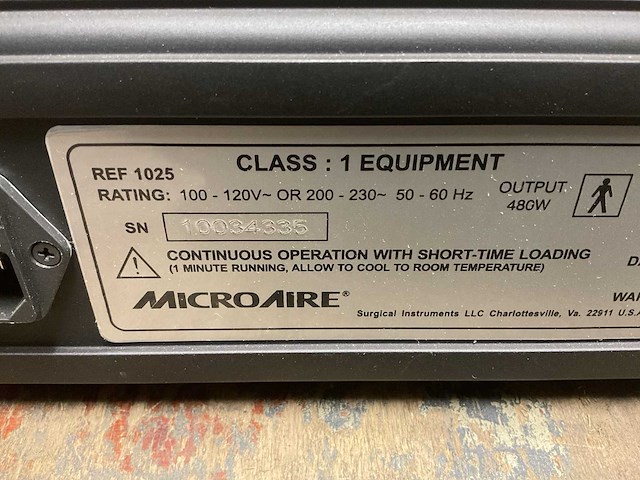 REF 1025 CLASS : 1 EQUIPMENT
RATING: 100 - 120V~ OR 200 - 230~ 50 - 60 Hz OUTPUT 480W
SN 10034335
CONTINUOUS OPERATION WITH SHORT-TIME LOADING
(1 MINUTE RUNNING, ALLOW TO COOL TO ROOM TEMPERATURE)
MICROAIRE®
Surgical Instruments LLC Charlottesville, Va. 22911 U.S.A